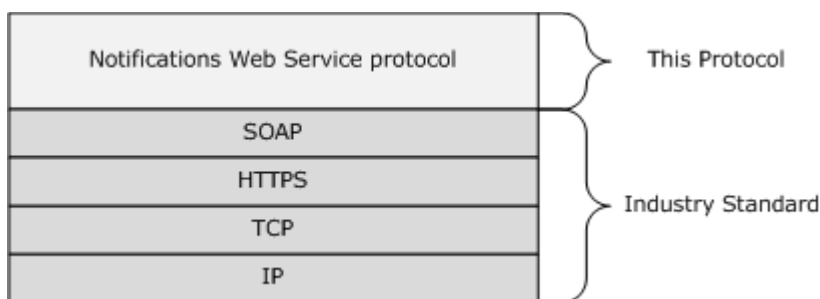 Notifications Web Service protocol
This Protocol
SOAP
HTTPS
TCP
IP
Industry Standard